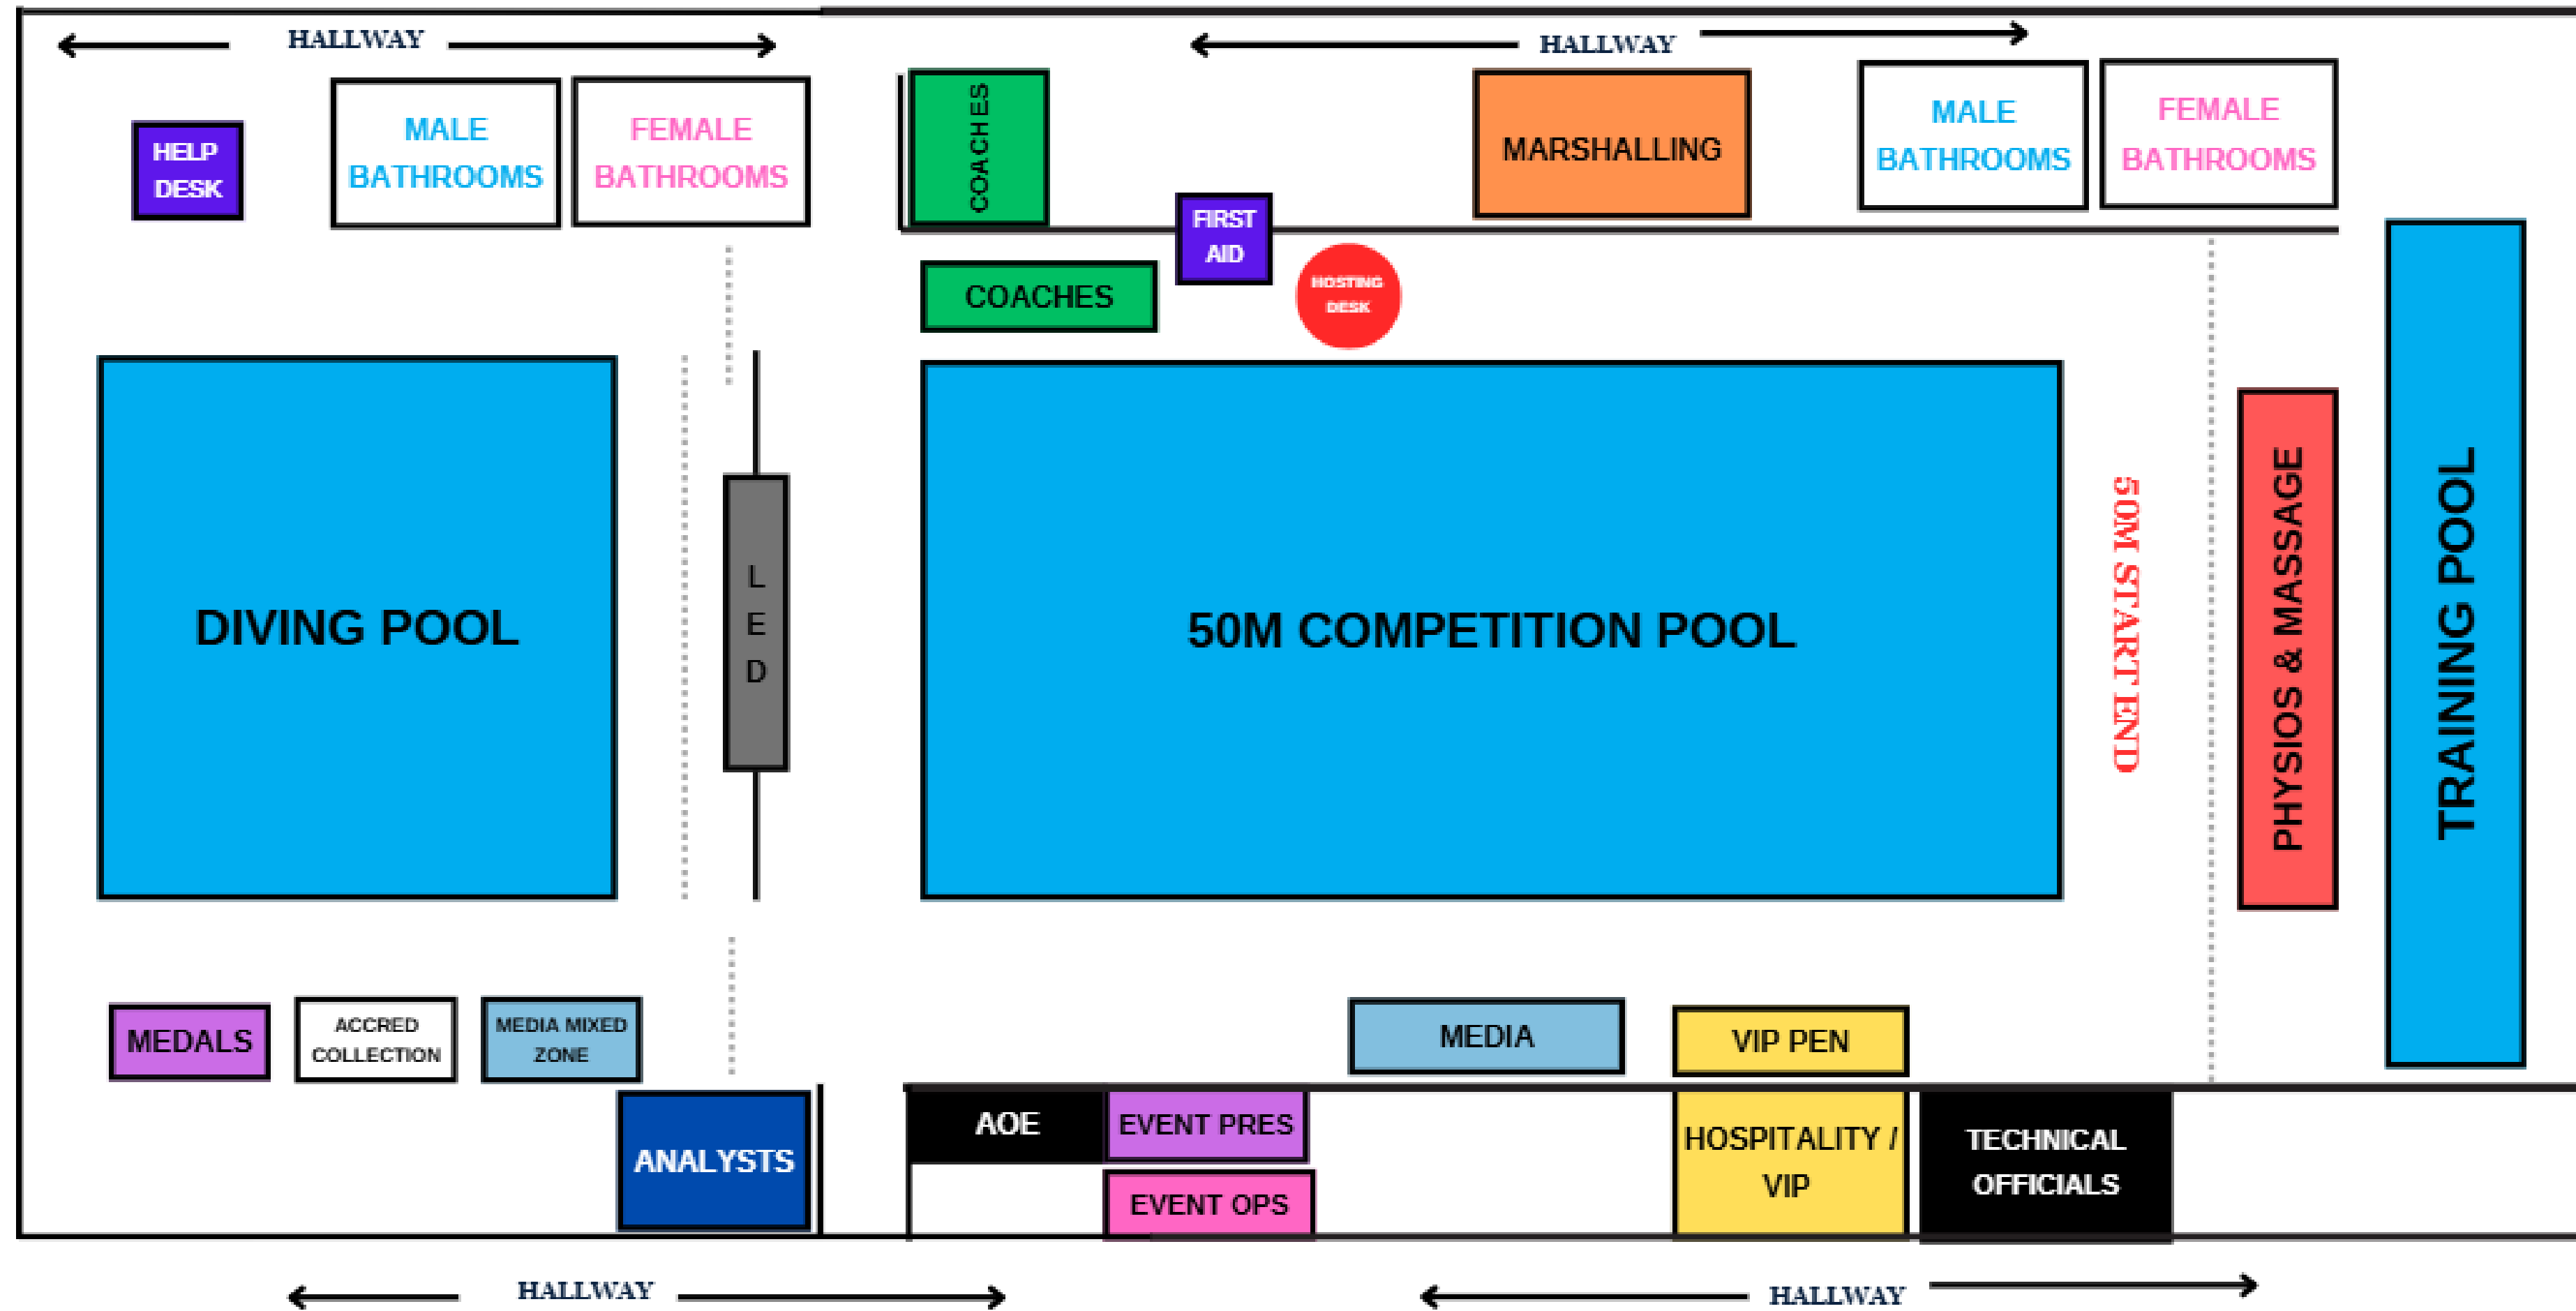 HALLWAY
HALLWAY
HELP
DESK
MALE
BATHROOMS
FEMALE
BATHROOMS
COACHES
MARSHALLING
MALE
BATHROOMS
FEMALE
BATHROOMS
FIRST
AID
COACHES
HOSTING
DESK
DIVING POOL
L
E
D
50M COMPETITION POOL
50M START END
PHYSIOS & MASSAGE
TRAINING POOL
MEDALS
ACCRED
COLLECTION
MEDIA MIXED
ZONE
MEDIA
VIP PEN
ANALYSTS
AOE
EVENT PRES
EVENT OPS
HOSPITALITY /
VIP
TECHNICAL
OFFICIALS
HALLWAY
HALLWAY